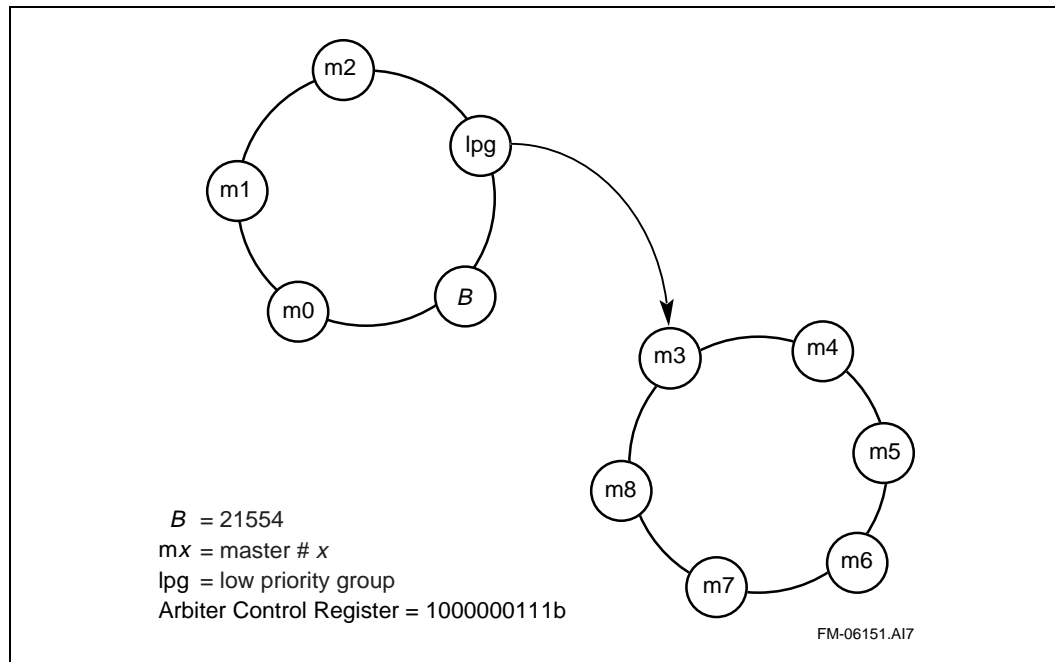 m2
lpg
m1
B
m0
m3
m4
m5
m8
m6
m7
B = 21554
mx = master # x
lpg = low priority group
Arbiter Control Register = 1000000111b
FM-06151.AI7